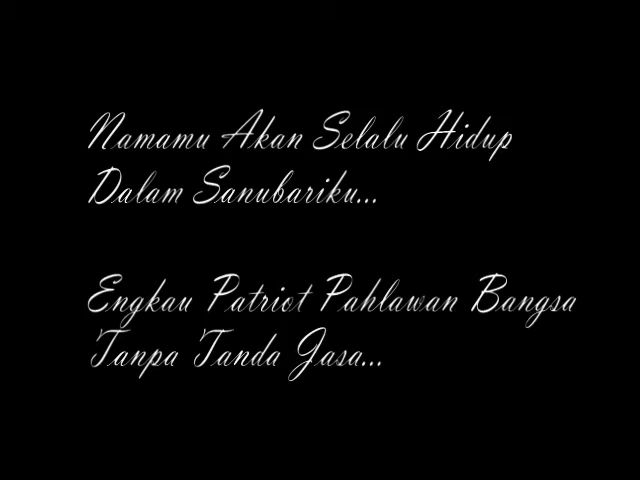 Namamu Akan Selalu Hidup
Dalam Sanubariku...
Engkau Patriot Pahlawan Bangsa
Tanpa Tanda Jasa...